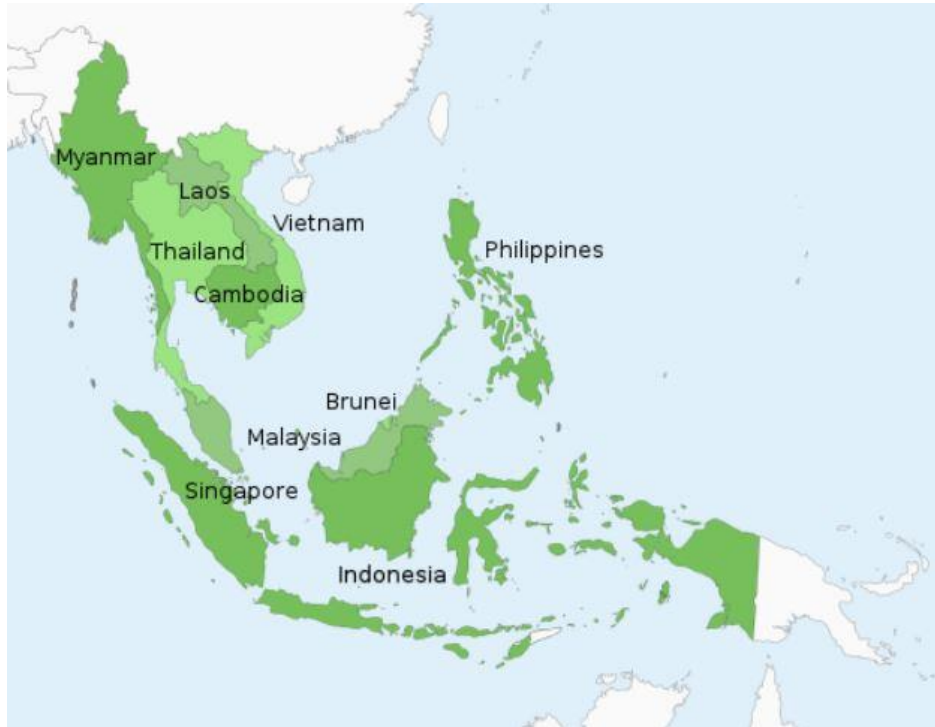 Myanmar
Laos
Vietnam
Thailand
Philippines
Cambodia
Brunei
Malaysia
Singapore
Indonesia